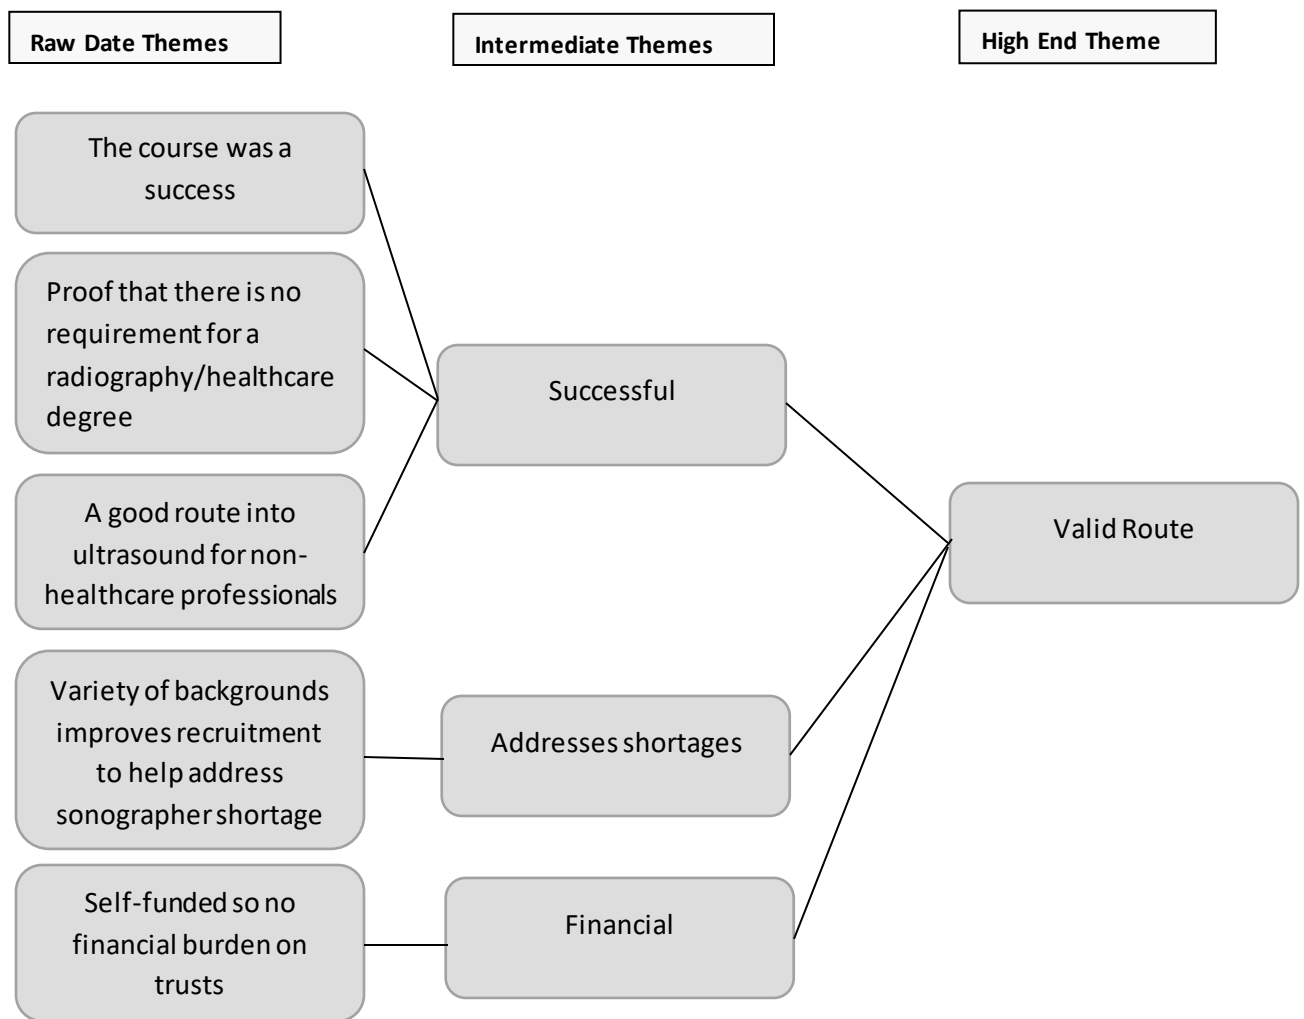 Raw Date Themes
Intermediate Themes
High End Theme
The course was a
success
Proof that there is no
requirement for a
radiography/healthcare
degree
A good route into
ultrasound for non-
healthcare professionals
Variety of backgrounds
improves recruitment
to help address
sonographer shortage
Self-funded so no
financial burden on
trusts
Successful
Addresses shortages
Financial
Valid Route